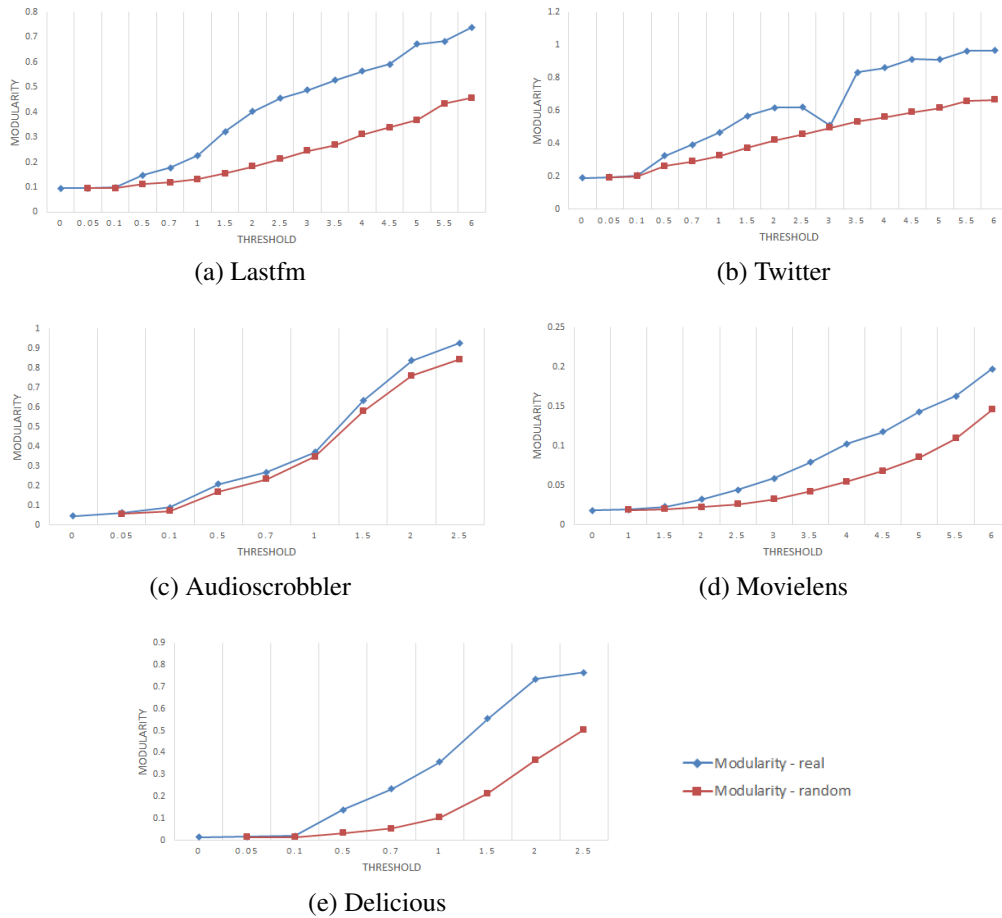 0.8
0.7
0.6
0.5
0.4
0.3
0.2
0.1
0
MODULARITY
0 0.05 0.1 0.5 0.7 1 1.5 2 2.5 3 3.5 4 4.5 5 5.5 6
THRESHOLD
(a) Lastfm
1.2
1
0.8
0.6
0.4
0.2
0
MODULARITY
0 0.05 0.1 0.5 0.7 1 1.5 2 2.5 3 3.5 4 4.5 5 5.5 6
THRESHOLD
(b) Twitter
1
0.9
0.8
0.7
0.6
0.5
0.4
0.3
0.2
0.1
0
MODULARITY
0 0.05 0.1 0.5 0.7 1 1.5 2 2.5
THRESHOLD
(c) Audioscrobbler
0.25
0.2
0.15
0.1
0.05
0
MODULARITY
0 1 1.5 2 2.5 3 3.5 4 4.5 5 5.5 6
THRESHOLD
(d) Movielens
0.9
0.8
0.7
0.6
0.5
0.4
0.3
0.2
0.1
0
MODULARITY
0 0.05 0.1 0.5 0.7 1 1.5 2 2.5
THRESHOLD
Modularity - real
Modularity - random
(e) Delicious